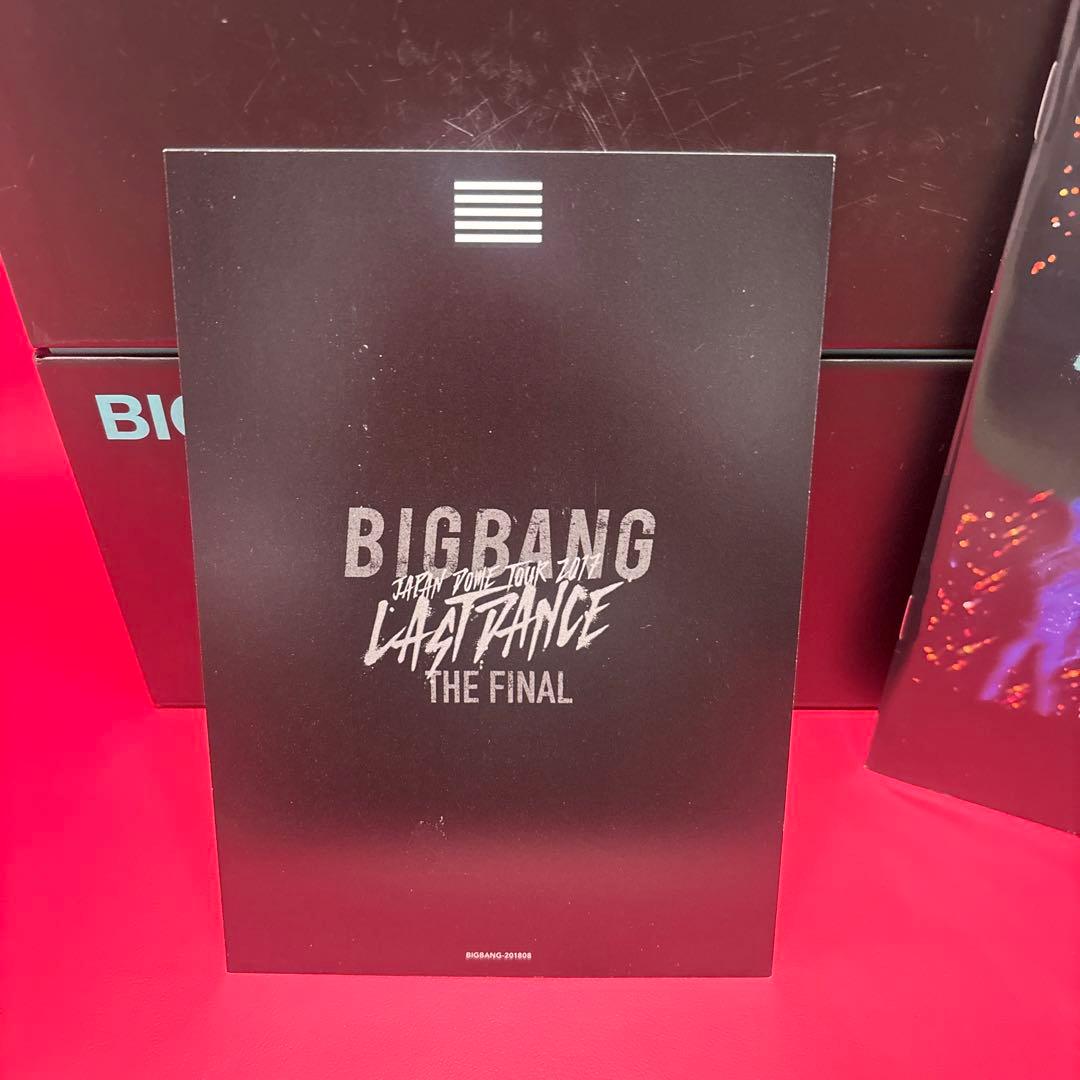 BIGBANG
JAPAN DOME TOUR 2017
LAST DANCE
THE FINAL
BIGBANG-201808
BIG